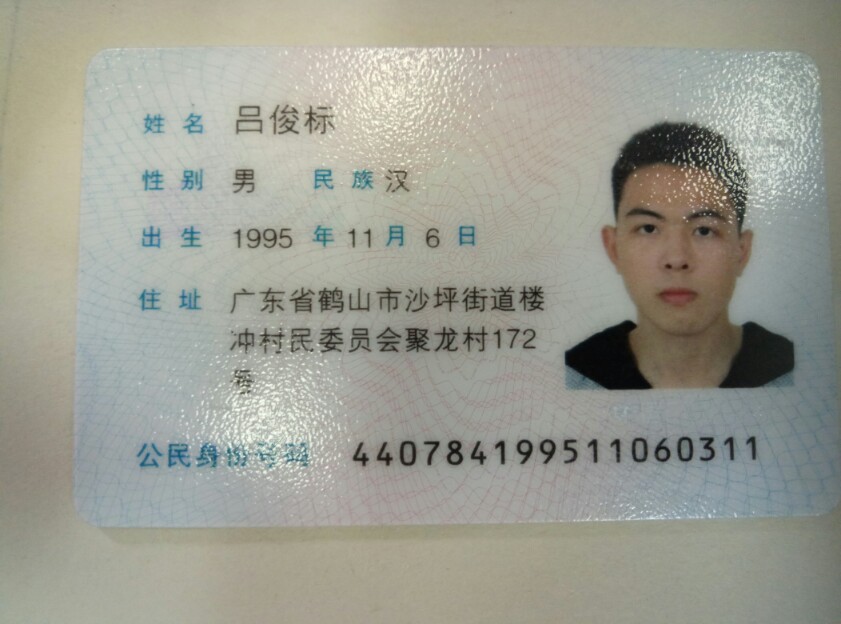 姓名 吕俊标
性别 男 民族 汉
出生 1995 年 11 月 6 日
住址 广东省鹤山市沙坪街道楼
冲村民委员会聚龙村172
号
公民身份号码 440784199511060311